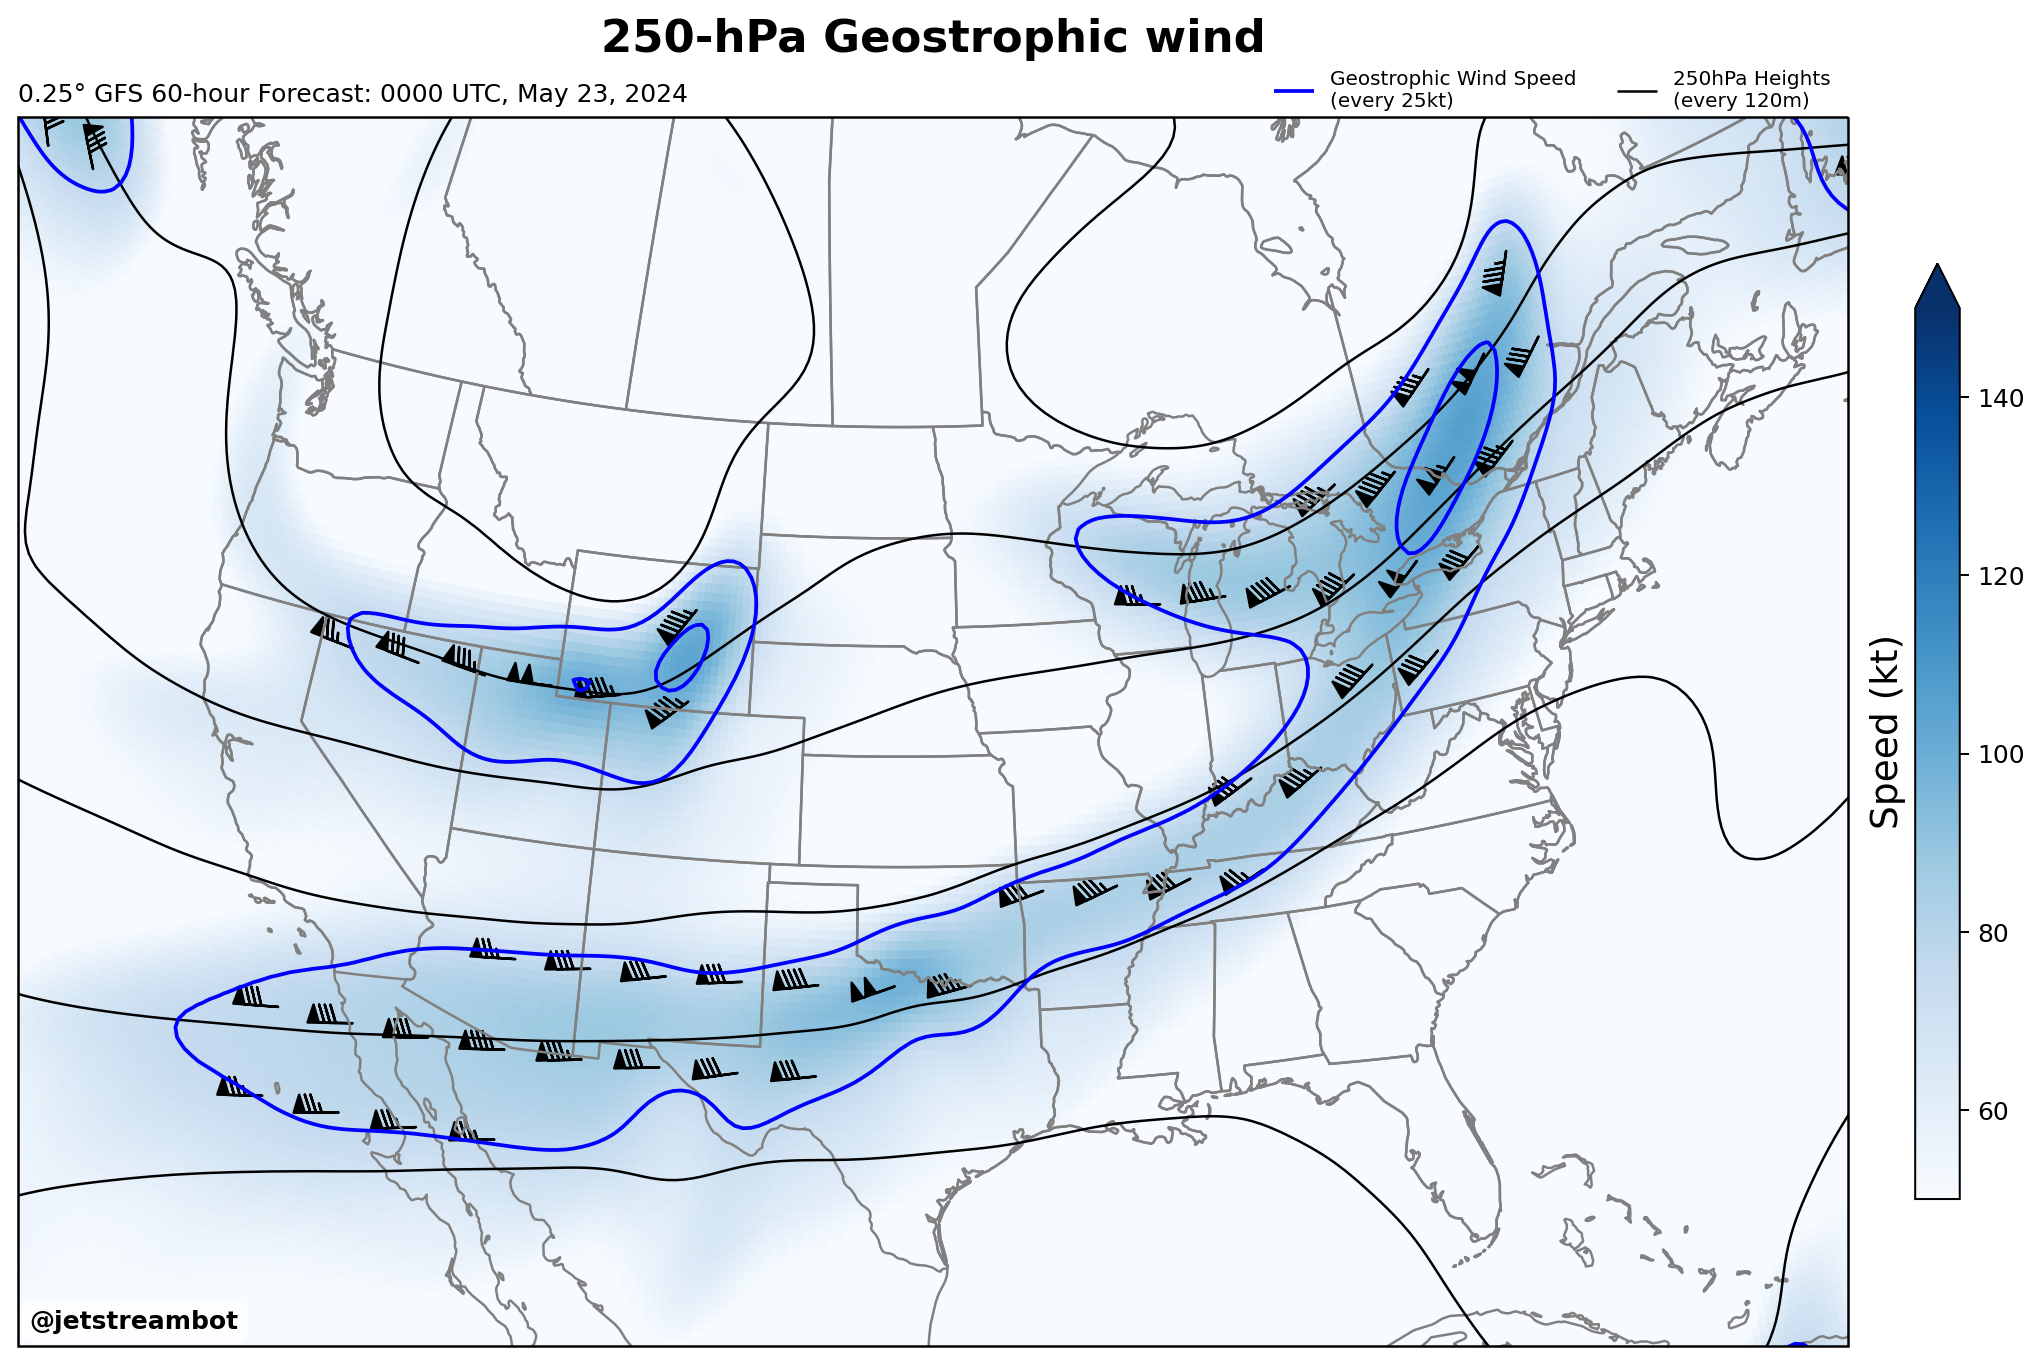 250-hPa Geostrophic wind
0.25° GFS 60-hour Forecast: 0000 UTC, May 23, 2024
Geostrophic Wind Speed
(every 25kt)
250hPa Heights
(every 120m)
140
120
100
80
60
Speed (kt)
@jetstreambot